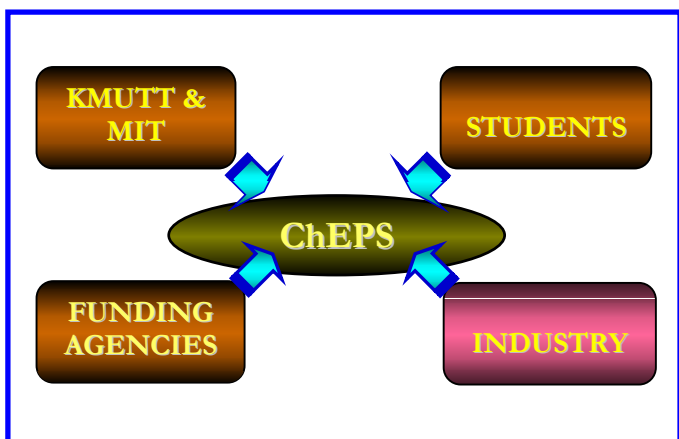 KMUTT &
MIT
STUDENTS
ChEPS
FUNDING
AGENCIES
INDUSTRY